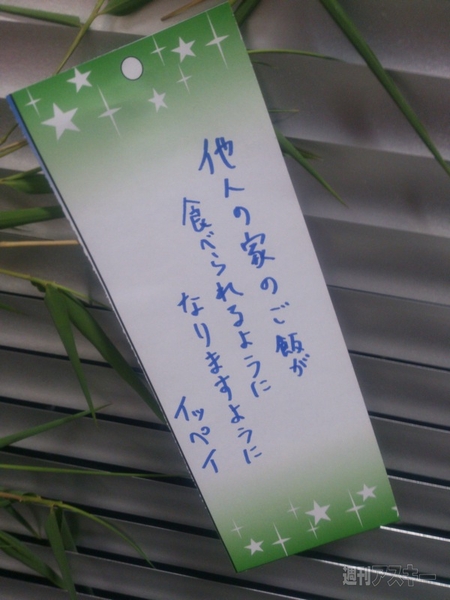 他人の家のご飯が
食べられるように
なりますように
イッペイ
週刊アスキー